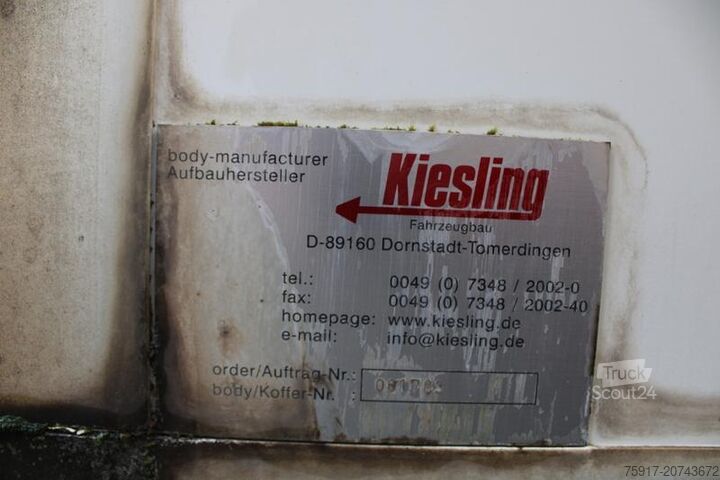 body-manufacturer
Aufbauhersteller
Kiesling
Fahrzeugbau
D-89160 Dornstadt-Tomerdingen
tel.: 0049 (0) 7348 / 2002-0
fax: 0049 (0) 7348 / 2002-40
homepage: www.kiesling.de
e-mail: info@kiesling.de
order/Auftrag-Nr.:
body/Koffer-Nr. :
Truck
Scout24
75917-20743672